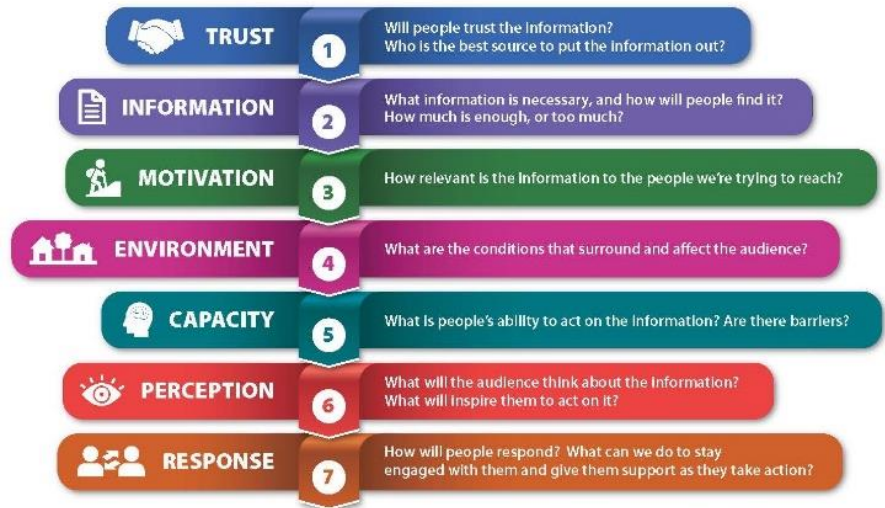 TRUST
1
Will people trust the information?
Who is the best source to put the information out?
INFORMATION
2
What information is necessary, and how will people find it?
How much is enough, or too much?
MOTIVATION
3
How relevant is the information to the people we're trying to reach?
ENVIRONMENT
4
What are the conditions that surround and affect the audience?
CAPACITY
5
What is people's ability to act on the information? Are there barriers?
PERCEPTION
6
What will the audience think about the information?
What will inspire them to act on it?
RESPONSE
7
How will people respond? What can we do to stay
engaged with them and give them support as they take action?